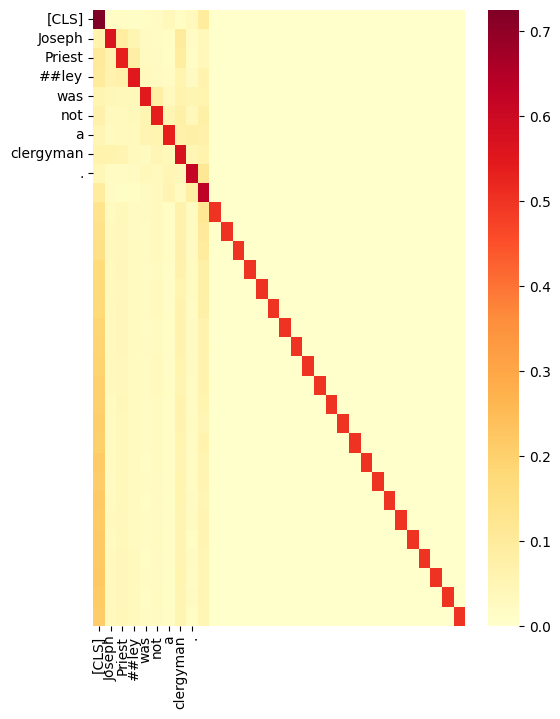 [CLS]
Joseph
Priest
##ley
was
not
a
clergyman
.
0.7
0.6
0.5
0.4
0.3
0.2
0.1
0.0
[CLS]
Joseph
Priest
##ley
was
not
a
clergyman
.